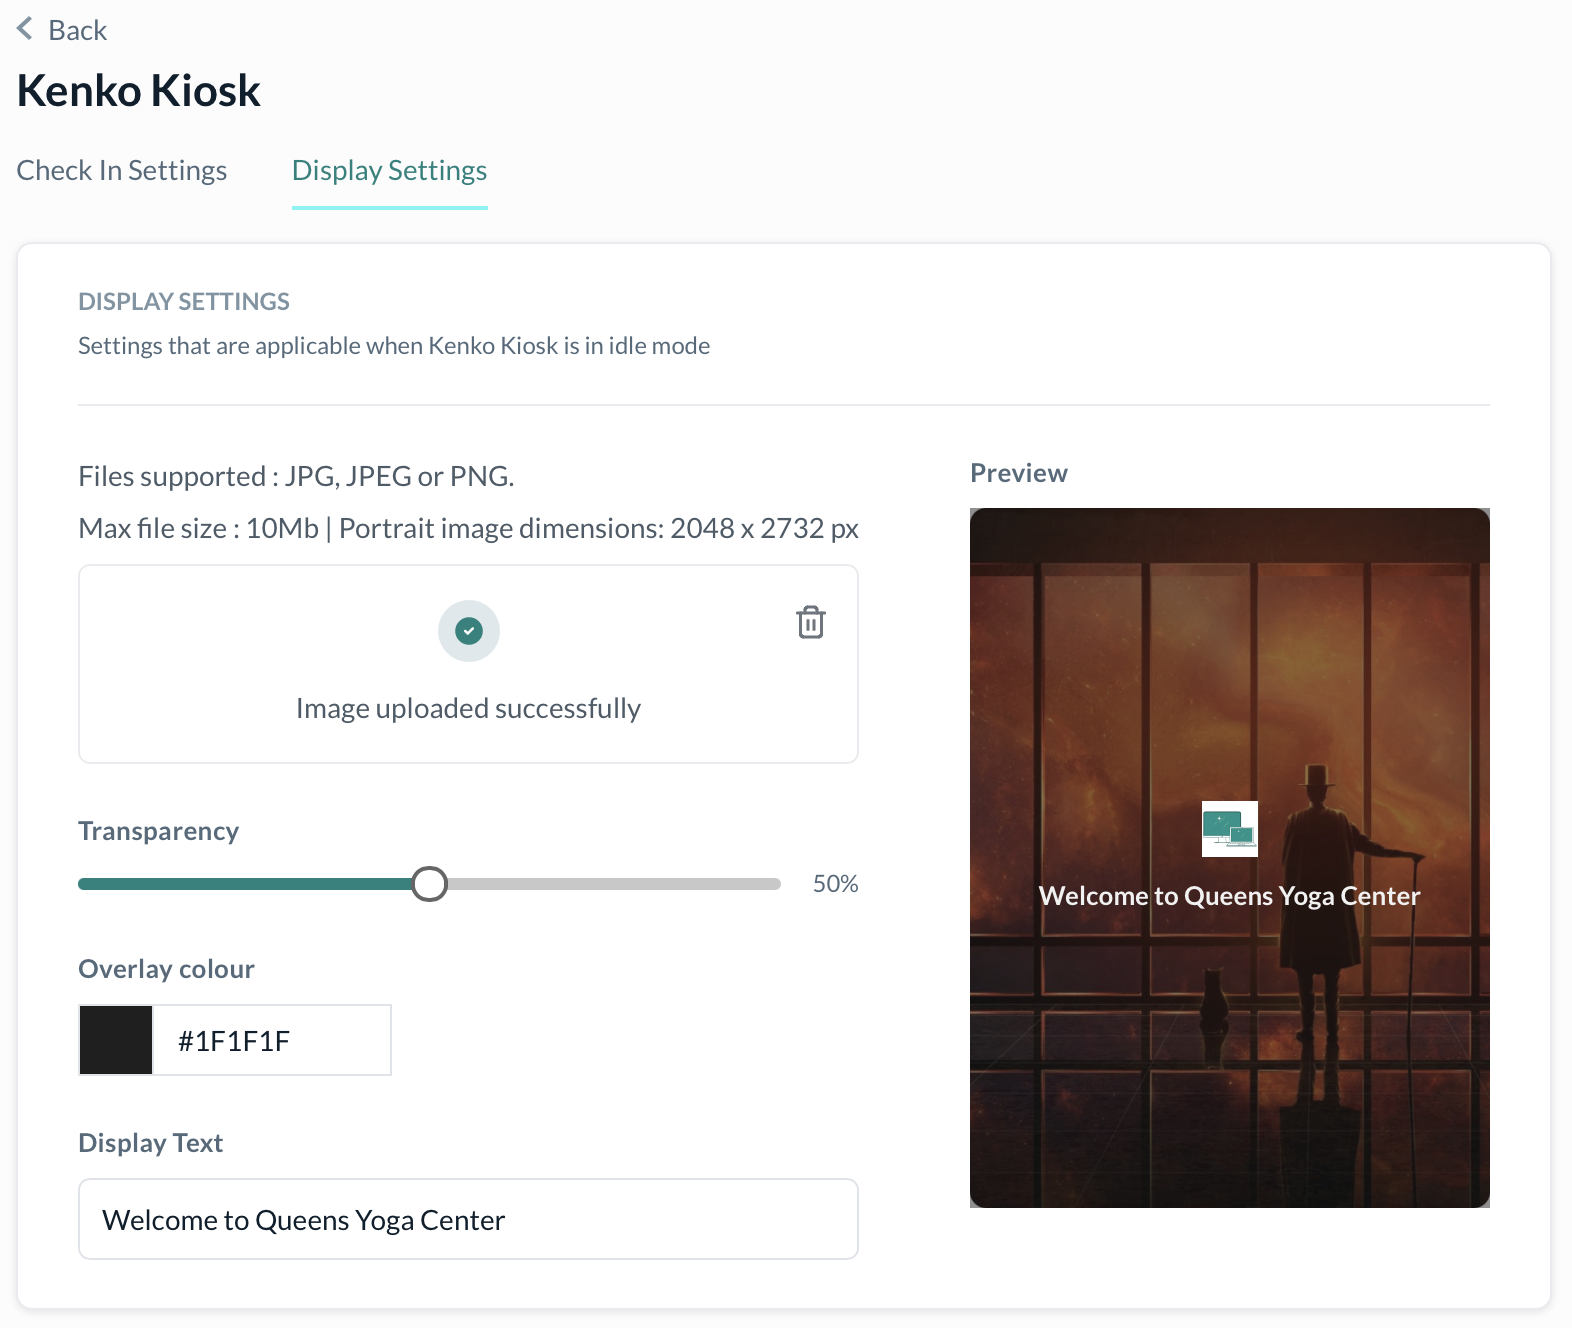 Back
Kenko Kiosk
Check In Settings
Display Settings
DISPLAY SETTINGS
Settings that are applicable when Kenko Kiosk is in idle mode
Files supported : JPG, JPEG or PNG.
Max file size : 10Mb | Portrait image dimensions: 2048 x 2732 px
Image uploaded successfully
Transparency
50%
Overlay colour
#1F1F1F
Display Text
Welcome to Queens Yoga Center
Preview
Welcome to Queens Yoga Center